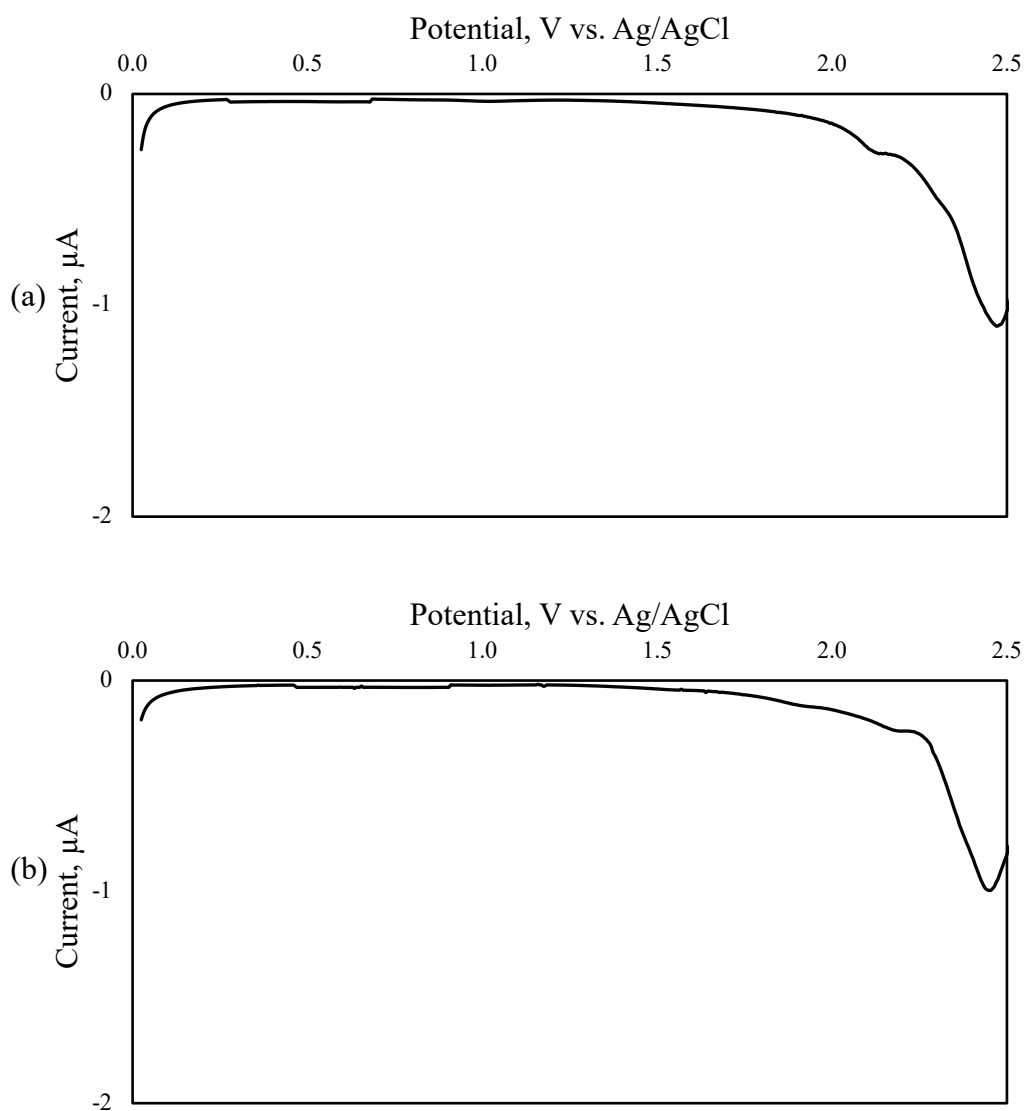 Potential, V vs. Ag/AgCl
0.0 0.5 1.0 1.5 2.0 2.5
0
(a)
Current, μA
-1
-2
Potential, V vs. Ag/AgCl
0.0 0.5 1.0 1.5 2.0 2.5
0
(b)
Current, μA
-1
-2